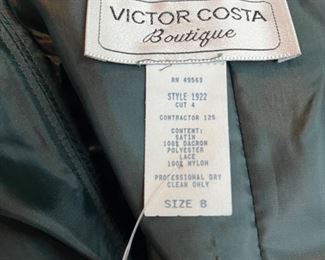 VICTOR COSTA
Boutique
RN 49563
STYLE 1922
CUT 4
CONTRACTOR 125
CONTENT:
SATIN
100% DACRON
POLYESTER
LACE
100% NYLON
PROFESSIONAL DRY
CLEAN ONLY
SIZE 8